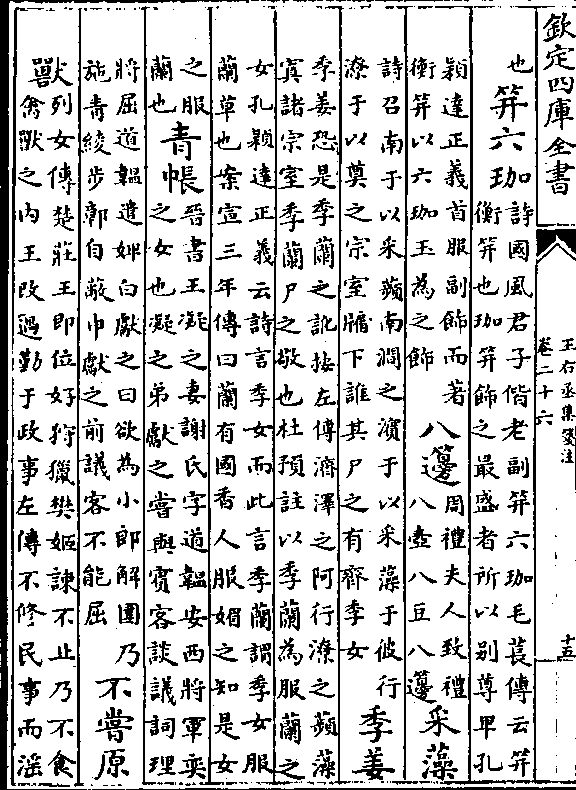 欽定四庫全書
王右丞集箋注
卷二十六
十五
也
笄六珈
詩國風君子偕老副笄六珈毛萇傳云笄
衡笄也珈笄飾之最盛者所以别尊卑孔
穎達正義首服副飾而著
衡笄以六珈玉為之飾
八籩
周禮夫人致禮
八壺八豆八籩
采藻
詩召南于以采蘋南澗之濱于以采藻于彼行
潦于以奠之宗室牖下誰其尸之有齊季女
季姜
季姜恐是季蘭之訛按左傳濟澤之阿行潦之蘋藻
寘諸宗室季蘭尸之敬也杜預註以季蘭為服蘭之
女孔穎達正義云詩言季女而此言季蘭謂季女服
蘭草也案宣三年傳曰蘭有國香人服媚之知是女
之服
蘭也
青帳
晉書王凝之妻謝氏字道韞安西將軍奕
之女也凝之弟獻之嘗與賓客談議詞理
將屈道韞遣婢白獻之曰欲為小郎解圍乃
施青綾步鄣自蔽申獻之前議客不能屈
不嘗原
獸
列女傳楚莊王即位好狩獵樊姬諫不止乃不食
禽獸之内王改過勤于政事左傳不修民事而淫